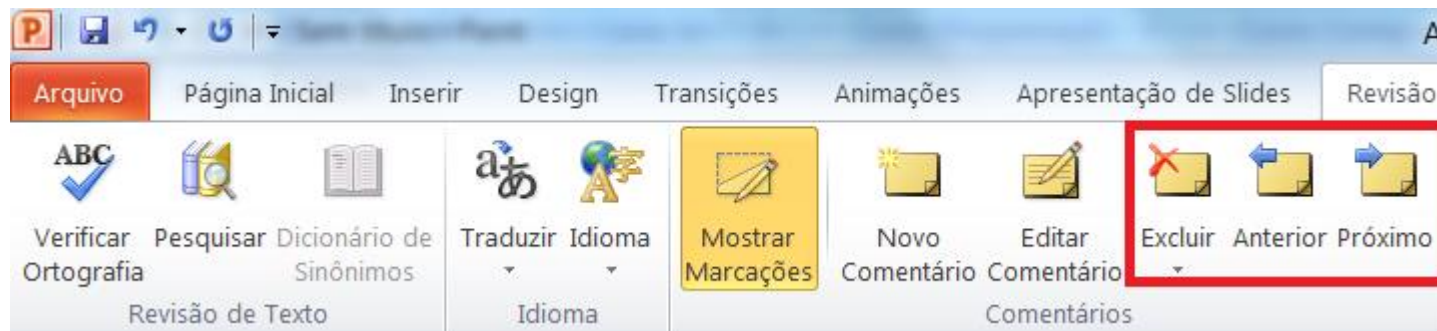 A
Arquivo Página Inicial Inserir Design Transições Animações Apresentação de Slides Revisão
ABC
Verificar Pesquisar Dicionário de Traduzir Idioma Mostrar Novo Editar Excluir Anterior Próximo
Ortografia Sinônimos Marcações Comentário Comentário
Revisão de Texto Idioma Comentários